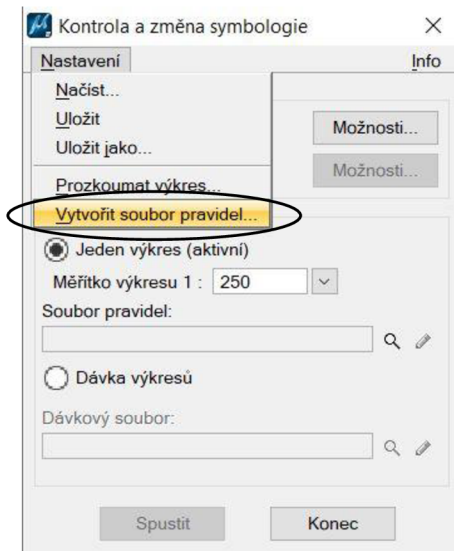 Kontrola a změna symbologie
Nastavení Info
Načíst...
Uložit
Uložit jako...
Prozkoumat výkres...
Vytvořit soubor pravidel...
Možnosti...
Možnosti...
Jeden výkres (aktivní)
Měřítko výkresu 1 : 250
Soubor pravidel:
Dávka výkresů
Dávkový soubor:
Spustit Konec